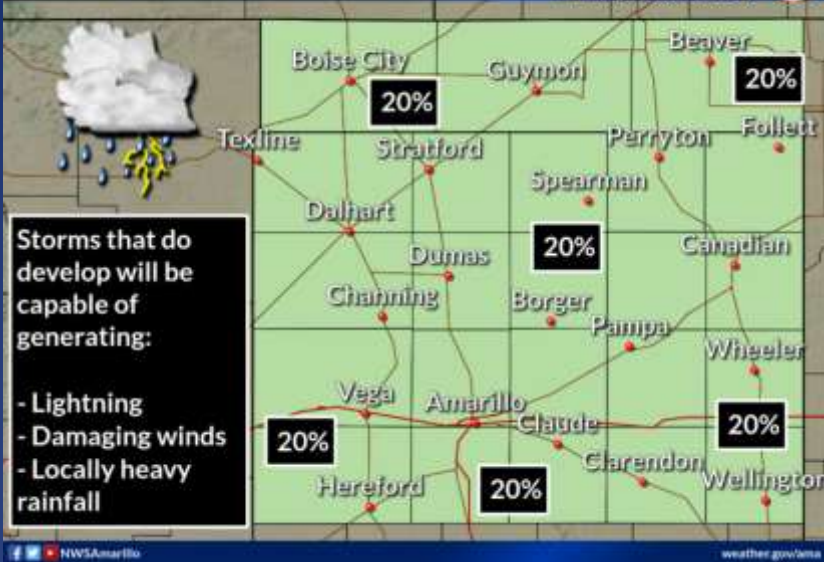 Boise City
Guymon
Beaver
20%
20%
Texline
Stratford
Perryton
Follett
Spearman
Dalhart
20%
Canadian
Dumas
Channing
Borger
Pampa
Wheeler
Vega
Amarillo
Claude
20%
20%
Clarendon
Hereford
20%
Wellington
Storms that do
develop will be
capable of
generating:
- Lightning
- Damaging winds
- Locally heavy
rainfall
NWSAmarillo
weather.gov/ama